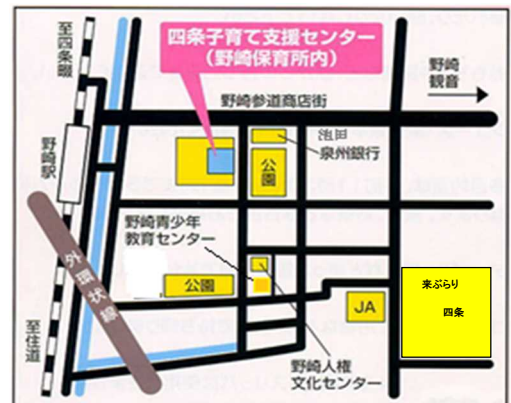 至四条畷
四条子育て支援センター
(野崎保育所内)
野崎
観音
野崎参道商店街
池田
泉州銀行
公園
野崎駅
野崎青少年
教育センター
外環状線
公園
JA
来ぶらり
四条
至住道
野崎人権
文化センター